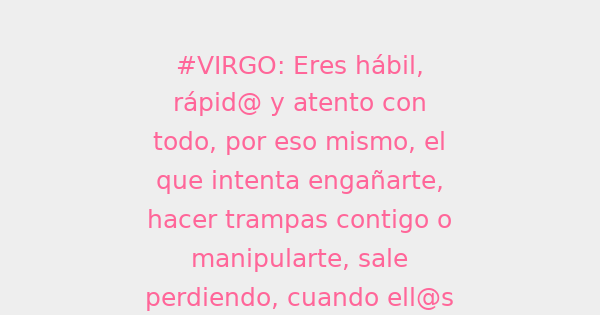 #VIRGO: Eres hábil,
rápid@ y atento con
todo, por eso mismo, el
que intenta engañarte,
hacer trampas contigo o
manipularte, sale
perdiendo, cuando ell@s